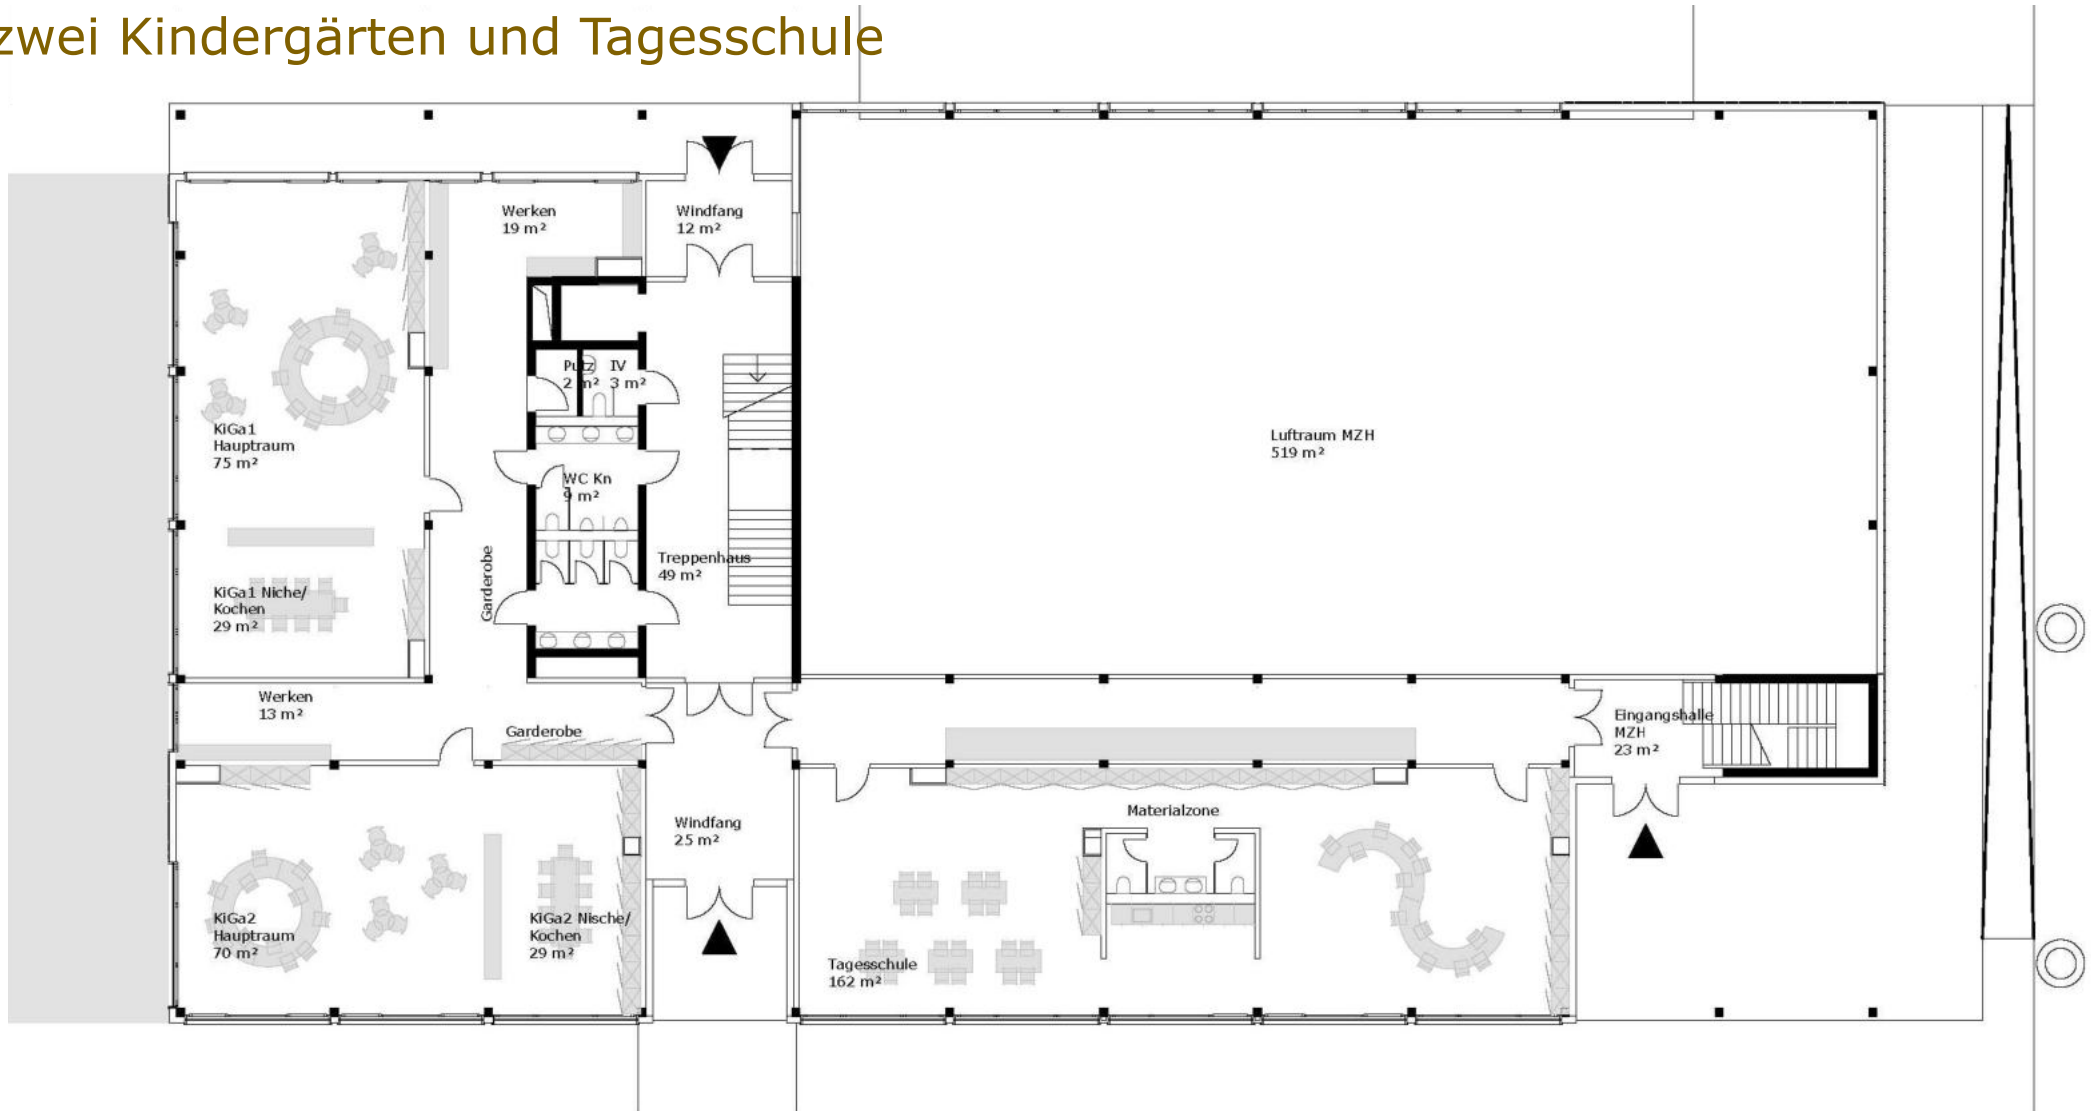 zwei Kindergärten und Tagesschule
Werken
19 m²
Windfang
12 m²
Putz
2 m²
IV
3 m²
KiGa1
Hauptraum
75 m²
Luftraum MZH
519 m²
WC Kn
9 m²
Garderobe
Treppenhaus
49 m²
KiGa1 Niche/
Kochen
29 m²
Werken
13 m²
Garderobe
Eingangshalle
MZH
23 m²
Materialzone
Windfang
25 m²
KiGa2
Hauptraum
70 m²
KiGa2 Nische/
Kochen
29 m²
Tagesschule
162 m²